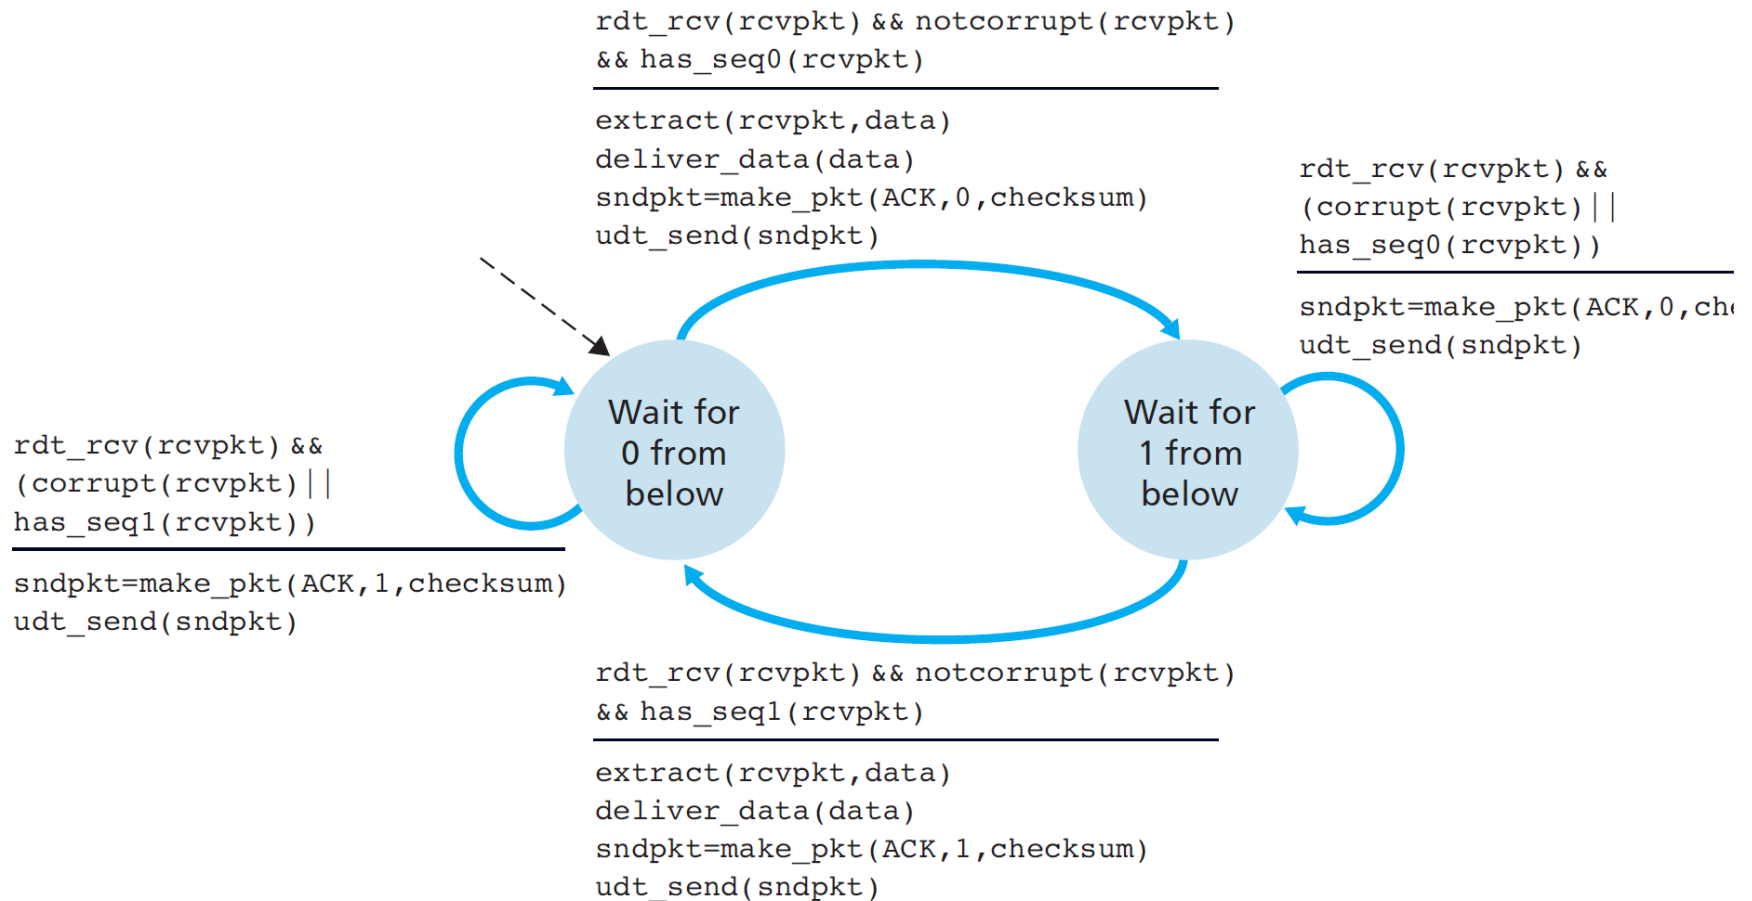 rdt_rcv(rcvpkt) && notcorrupt(rcvpkt)
&& has_seq0(rcvpkt)
extract(rcvpkt,data)
deliver_data(data)
sndpkt=make_pkt(ACK,0,checksum)
udt_send(sndpkt)
rdt_rcv(rcvpkt) &&
(corrupt(rcvpkt)||
has_seq0(rcvpkt))
sndpkt=make_pkt(ACK,0,
udt_send(sndpkt)
Wait for
0 from
below
Wait for
1 from
below
rdt_rcv(rcvpkt) &&
(corrupt(rcvpkt)||
has_seq1(rcvpkt))
sndpkt=make_pkt(ACK,1,checksum)
udt_send(sndpkt)
rdt_rcv(rcvpkt) && notcorrupt(rcvpkt)
&& has_seq1(rcvpkt)
extract(rcvpkt,data)
deliver_data(data)
sndpkt=make_pkt(ACK,1,checksum)
udt_send(sndpkt)